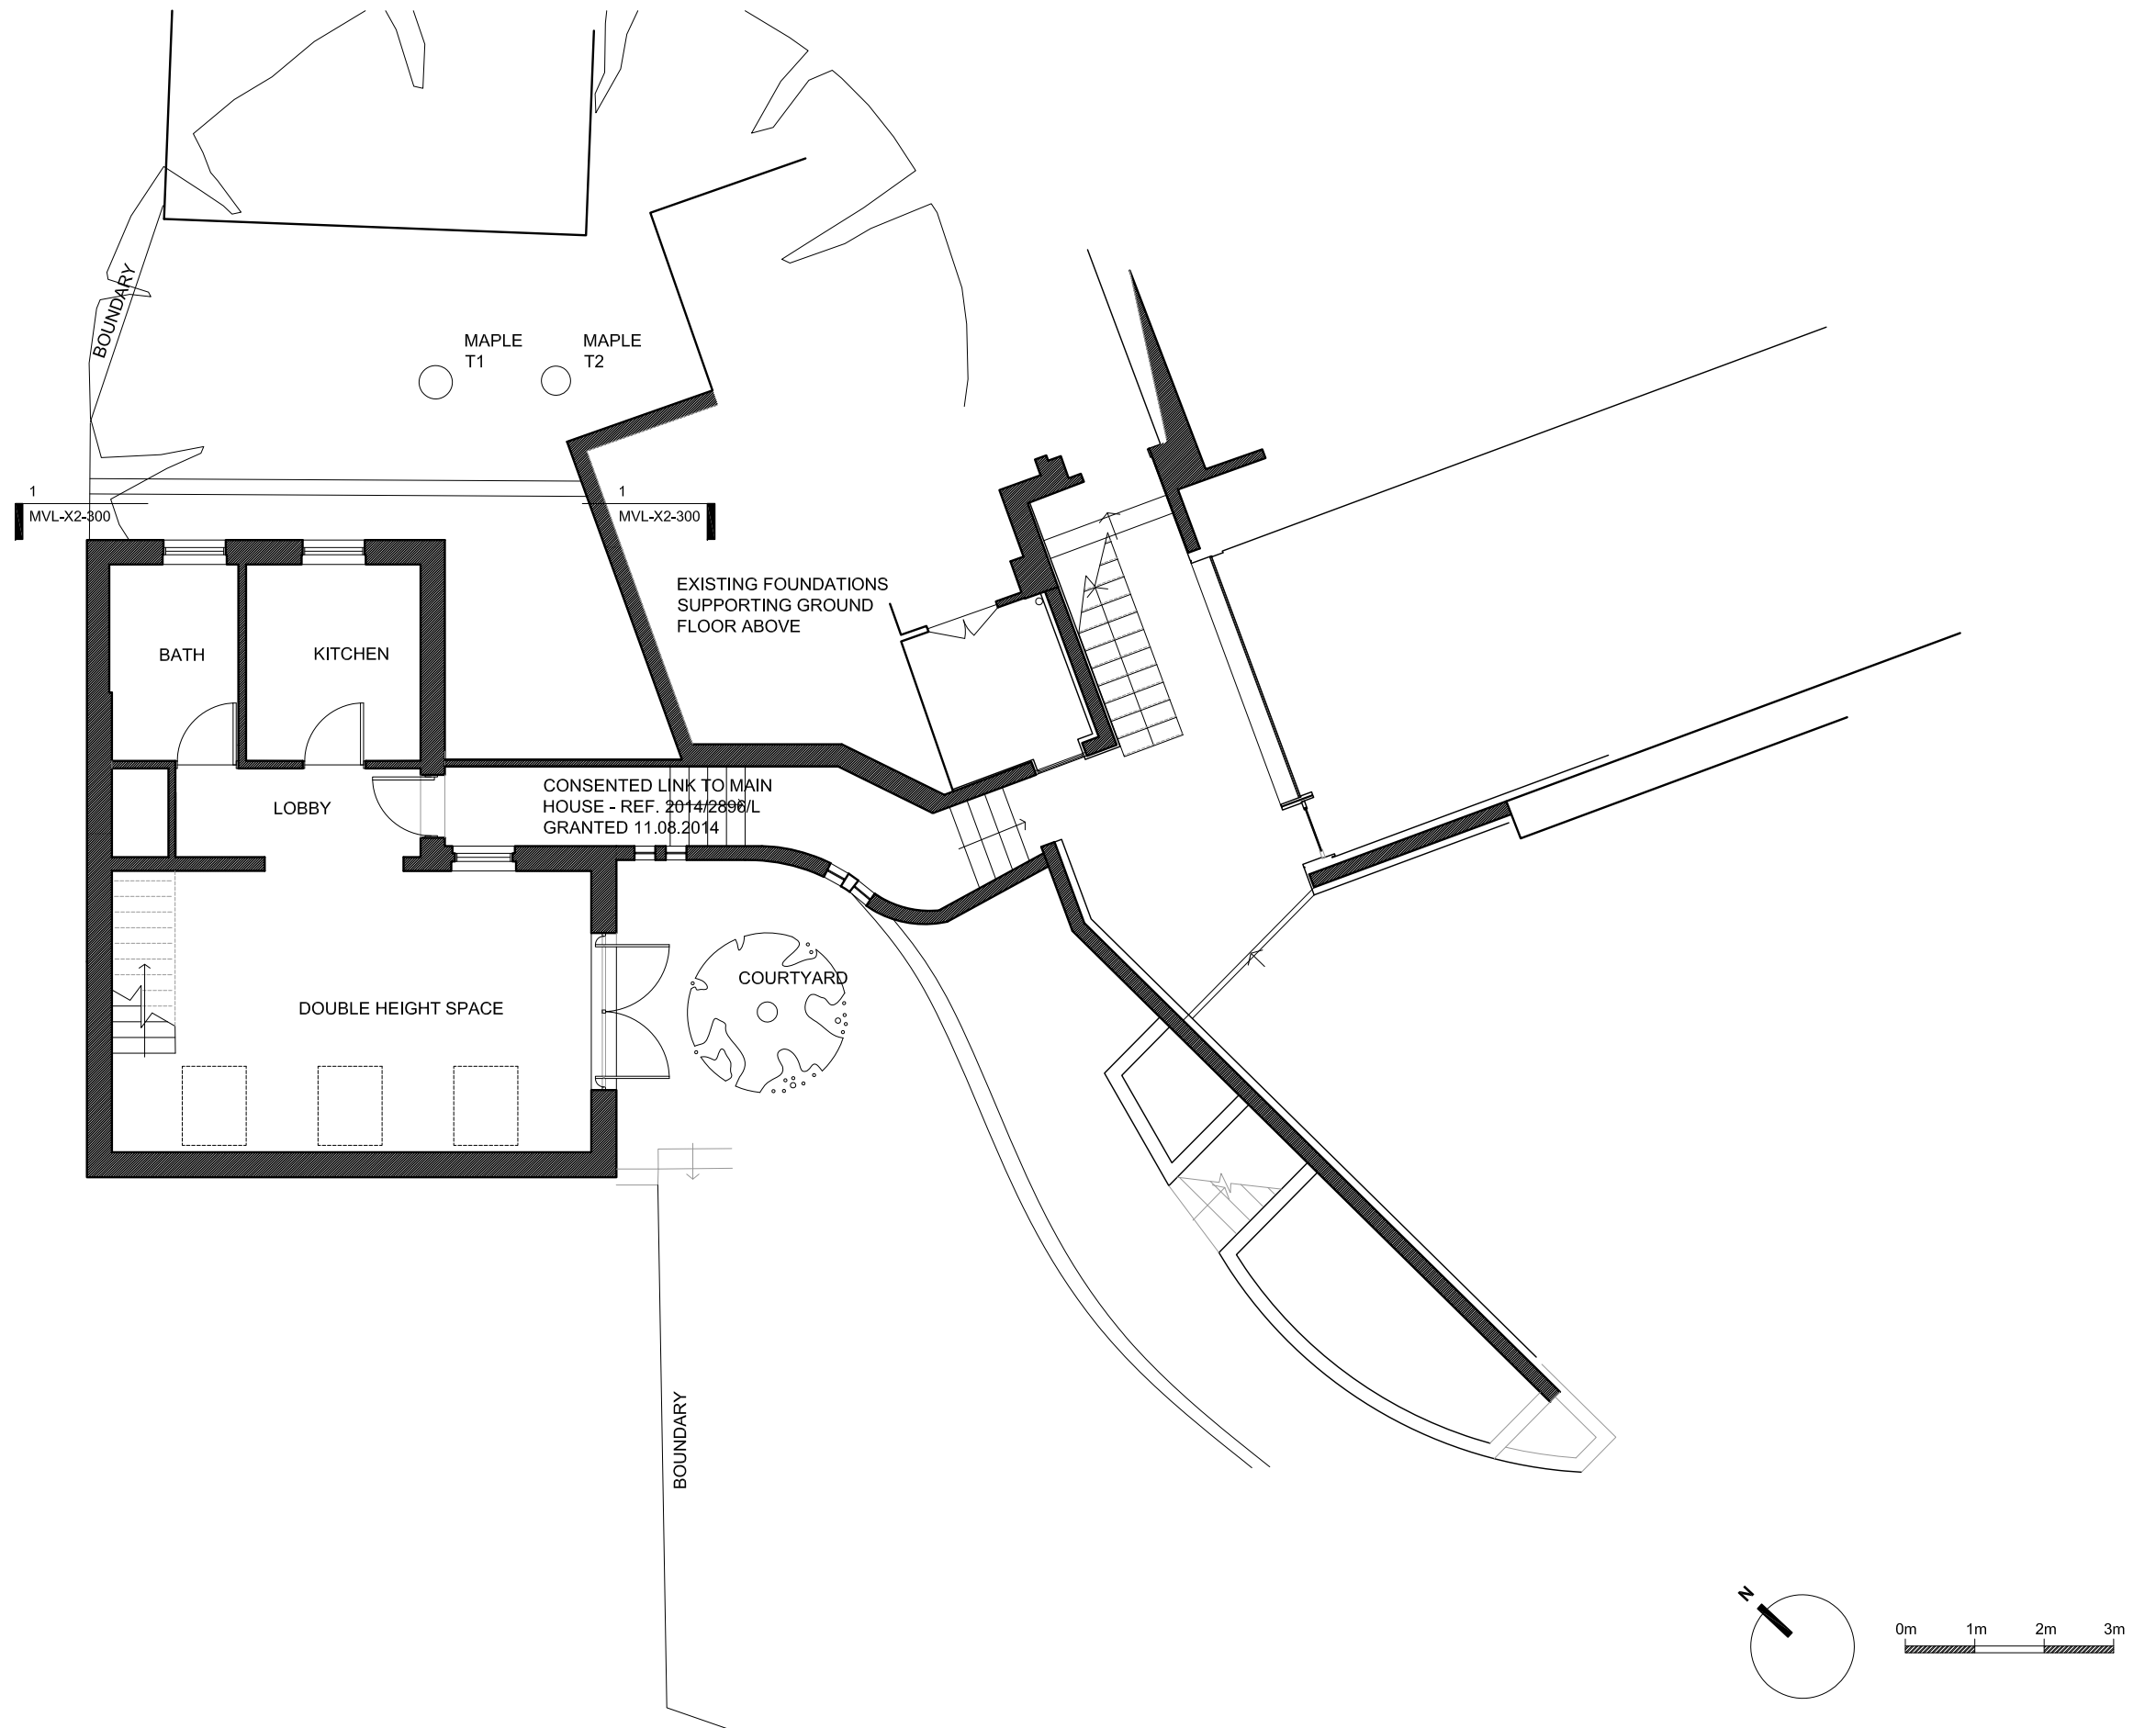 BOUNDARY
MAPLE
T1
MAPLE
T2
1
MVL-X2-300
1
MVL-X2-300
EXISTING FOUNDATIONS
SUPPORTING GROUND
FLOOR ABOVE
BATH
KITCHEN
LOBBY
CONSENTED LINK TO MAIN
HOUSE - REF. 2014/2896/L
GRANTED 11.08.2014
COURTYARD
DOUBLE HEIGHT SPACE
BOUNDARY
N
0m 1m 2m 3m